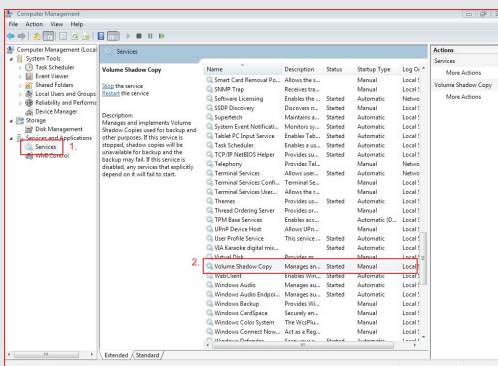 Computer Management
File Action View Help
Computer Management (Local
System Tools
Task Scheduler
Event Viewer
Shared Folders
Local Users and Groups
Reliability and Performa
Device Manager
Storage
Disk Management
Services and Applications
Services
1.
WMI Control
Services
Volume Shadow Copy
Stop the service
Restart the service
Description:
Manages and implements Volume
Shadow Copies used for backup and
other purposes. If this service is
stopped, shadow copies will be
unavailable for backup and the
backup may fail. If this service is
disabled, any services that explicitly
depend on it will fail to start.
Name Description Status Startup Type Log On
Smart Card Removal Po... Allows the s... Manual Local S
SNMP Trap Receives tra... Manual Local S
Software Licensing Enables the ... Started Automatic Netwo
SSDP Discovery Discovers n... Started Manual Local S
Superfetch Maintains a... Started Automatic Local S
System Event Notificati... Monitors sy... Started Automatic Local S
Tablet PC Input Service Enables Tab... Started Automatic Local S
Task Scheduler Enables a us... Started Automatic Local S
TCP/IP NetBIOS Helper Provides su... Started Automatic Local S
Telephony Provides Tel... Manual Netwo
Terminal Services Allows user... Started Automatic Netwo
Terminal Services Confi... Terminal Se... Manual Local S
Terminal Services User... Allows the r... Manual Local S
Themes Provides us... Started Automatic Local S
Thread Ordering Server Provides or... Manual Local S
TPM Base Services Enables acc... Automatic (D... Local S
UPnP Device Host Allows UPn... Manual Local S
User Profile Service This service ... Started Automatic Local S
VIA Karaoke digital mix... Started Automatic Local S
Virtual Disk Provides m... Manual Local S
2.
Volume Shadow Copy Manages an... Started Manual Local S
WebClient Enables Win... Started Automatic Local S
Windows Audio Manages au... Started Automatic Local S
Windows Audio Endpoi... Manages au... Started Automatic Local S
Windows Backup Provides Wi... Manual Local S
Windows CardSpace Securely en... Manual Local S
Windows Color System The WcsPlu... Manual Local S
Windows Connect Now... Act as a Reg... Manual Local S
Windows Defender Started Automatic Local S
Extended Standard
Actions
Services
More Actions
Volume Shadow Copy
More Actions